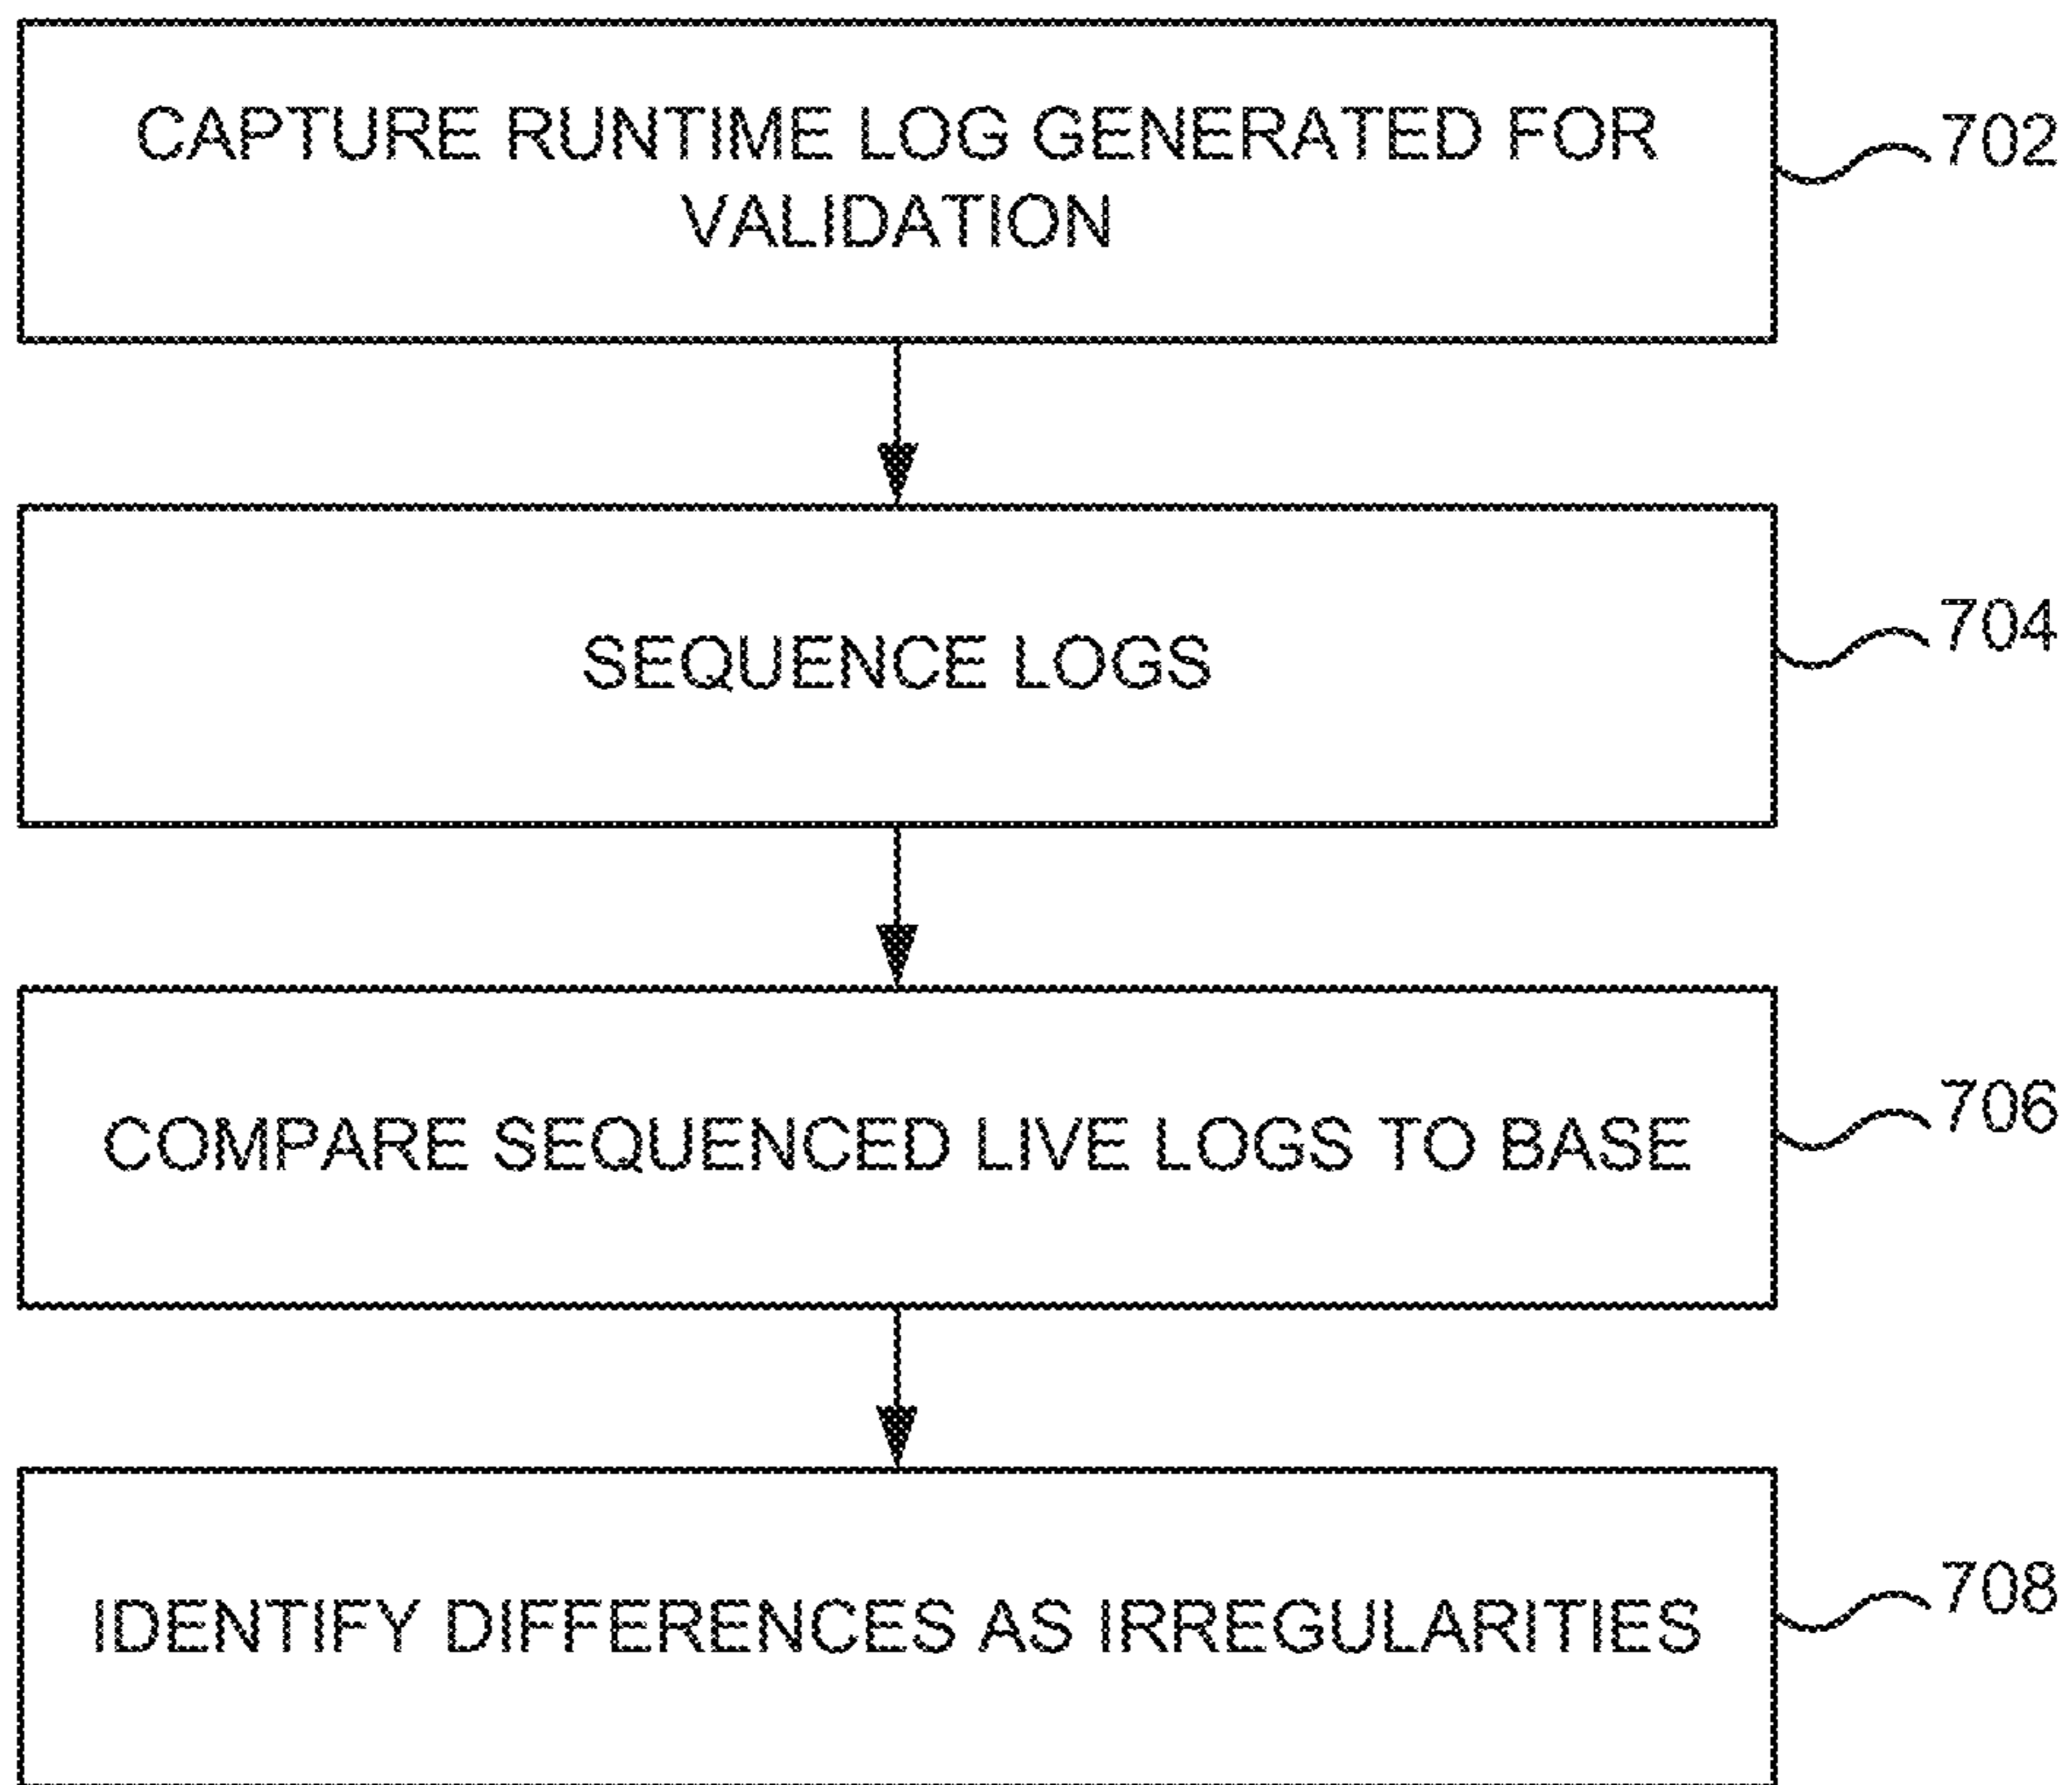 CAPTURE RUNTIME LOG GENERATED FOR
VALIDATION
702
SEQUENCE LOGS
704
COMPARE SEQUENCED LIVE LOGS TO BASE
706
IDENTIFY DIFFERENCES AS IRREGULARITIES
708